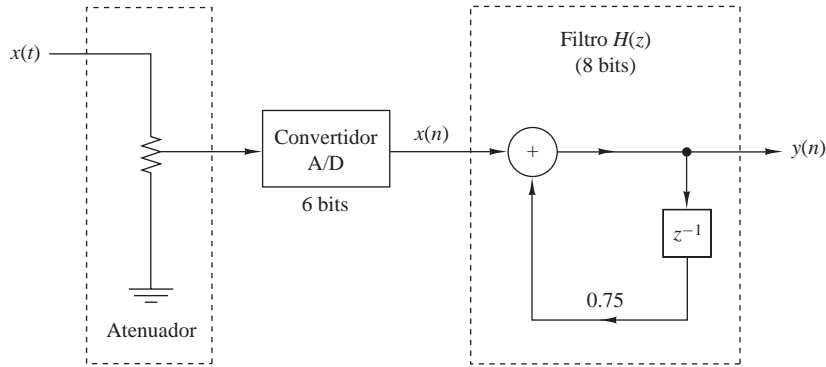 Filtro H(z)
(8 bits)
x(t)
Convertidor
A/D
6 bits
x(n)
+
y(n)
z⁻¹
0.75
Atenuador